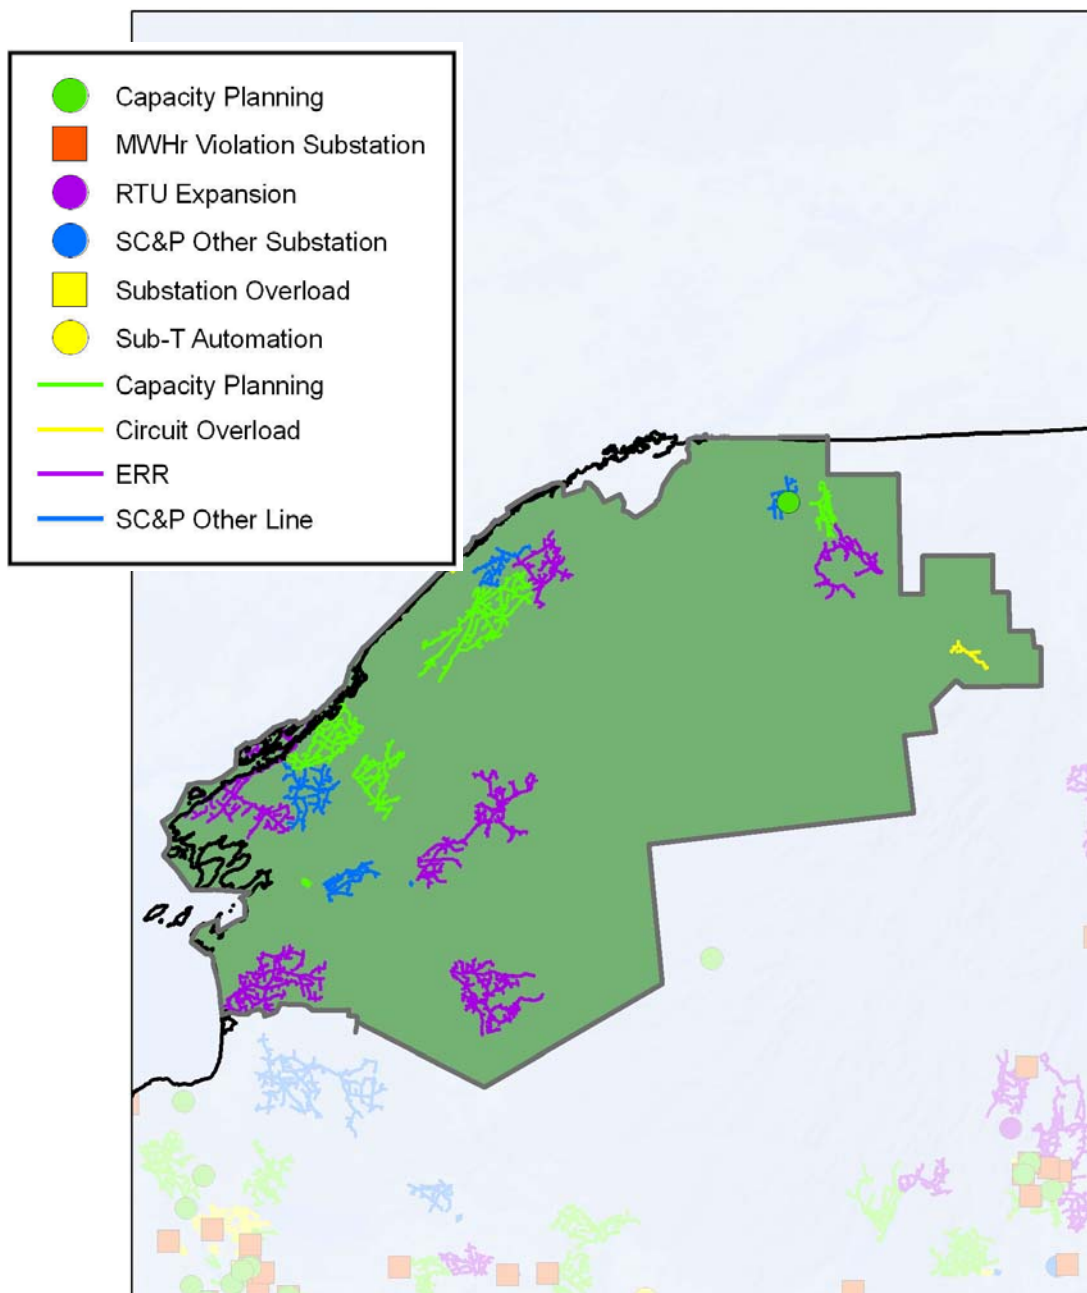 Capacity Planning
MWHr Violation Substation
RTU Expansion
SC&P Other Substation
Substation Overload
Sub-T Automation
Capacity Planning
Circuit Overload
ERR
SC&P Other Line